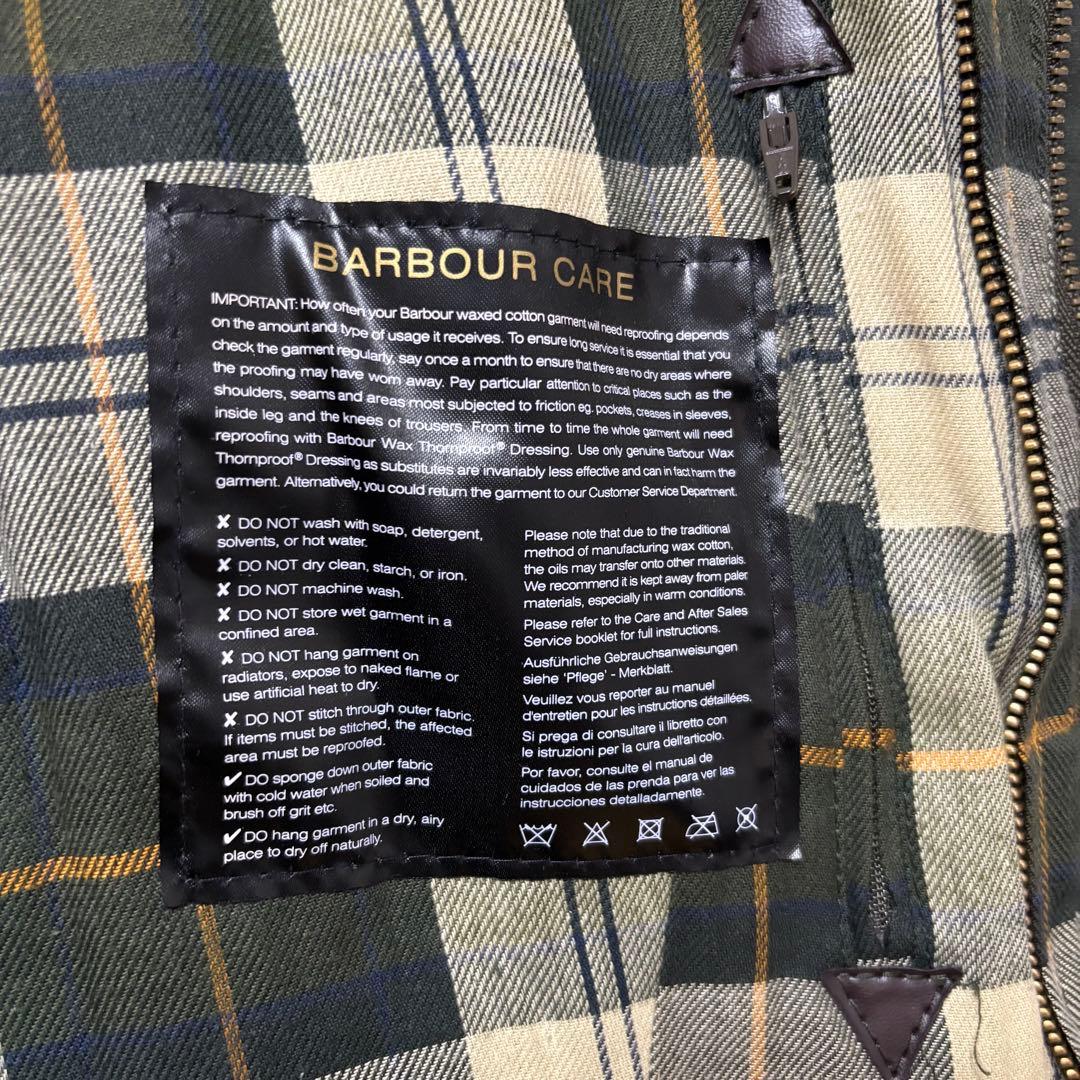 BARBOUR CARE
IMPORTANT: How often your Barbour waxed cotton garment will need reproofing depends
on the amount and type of usage it receives. To ensure long service it is essential that you
check the garment regularly, say once a month to ensure that there are no dry areas where
the proofing may have worn away. Pay particular attention to critical places such as the
shoulders, seams and areas most subjected to friction eg. pockets, creases in sleeves,
inside leg and the knees of trousers. From time to time the whole garment will need
reproofing with Barbour Wax Thornproof® Dressing. Use only genuine Barbour Wax
Thornproof® Dressing as substitutes are invariably less effective and can in fact harm the
garment. Alternatively, you could return the garment to our Customer Service Department.
✘ DO NOT wash with soap, detergent,
solvents, or hot water.
✘ DO NOT dry clean, starch, or iron.
✘ DO NOT machine wash.
✘ DO NOT store wet garment in a
confined area.
✘ DO NOT hang garment on
radiators, expose to naked flame or
use artificial heat to dry.
✘ DO NOT stitch through outer fabric.
If items must be stitched, the affected
area must be reproofed.
✔ DO sponge down outer fabric
with cold water when soiled and
brush off grit etc.
✔ DO hang garment in a dry, airy
place to dry off naturally.
Please note that due to the traditional
method of manufacturing wax cotton,
the oils may transfer onto other materials.
We recommend it is kept away from paler
materials, especially in warm conditions.
Please refer to the Care and After Sales
Service booklet for full instructions.
Ausführliche Gebrauchsanweisungen
siehe 'Pflege' - Merkblatt.
Veuillez vous reporter au manuel
d'entretien pour les instructions détaillées.
Si prega di consultare il libretto con
le istruzioni per la cura dell'articolo.
Por favor, consulte el manual de
cuidados de las prenda para ver las
instrucciones detalladamente.